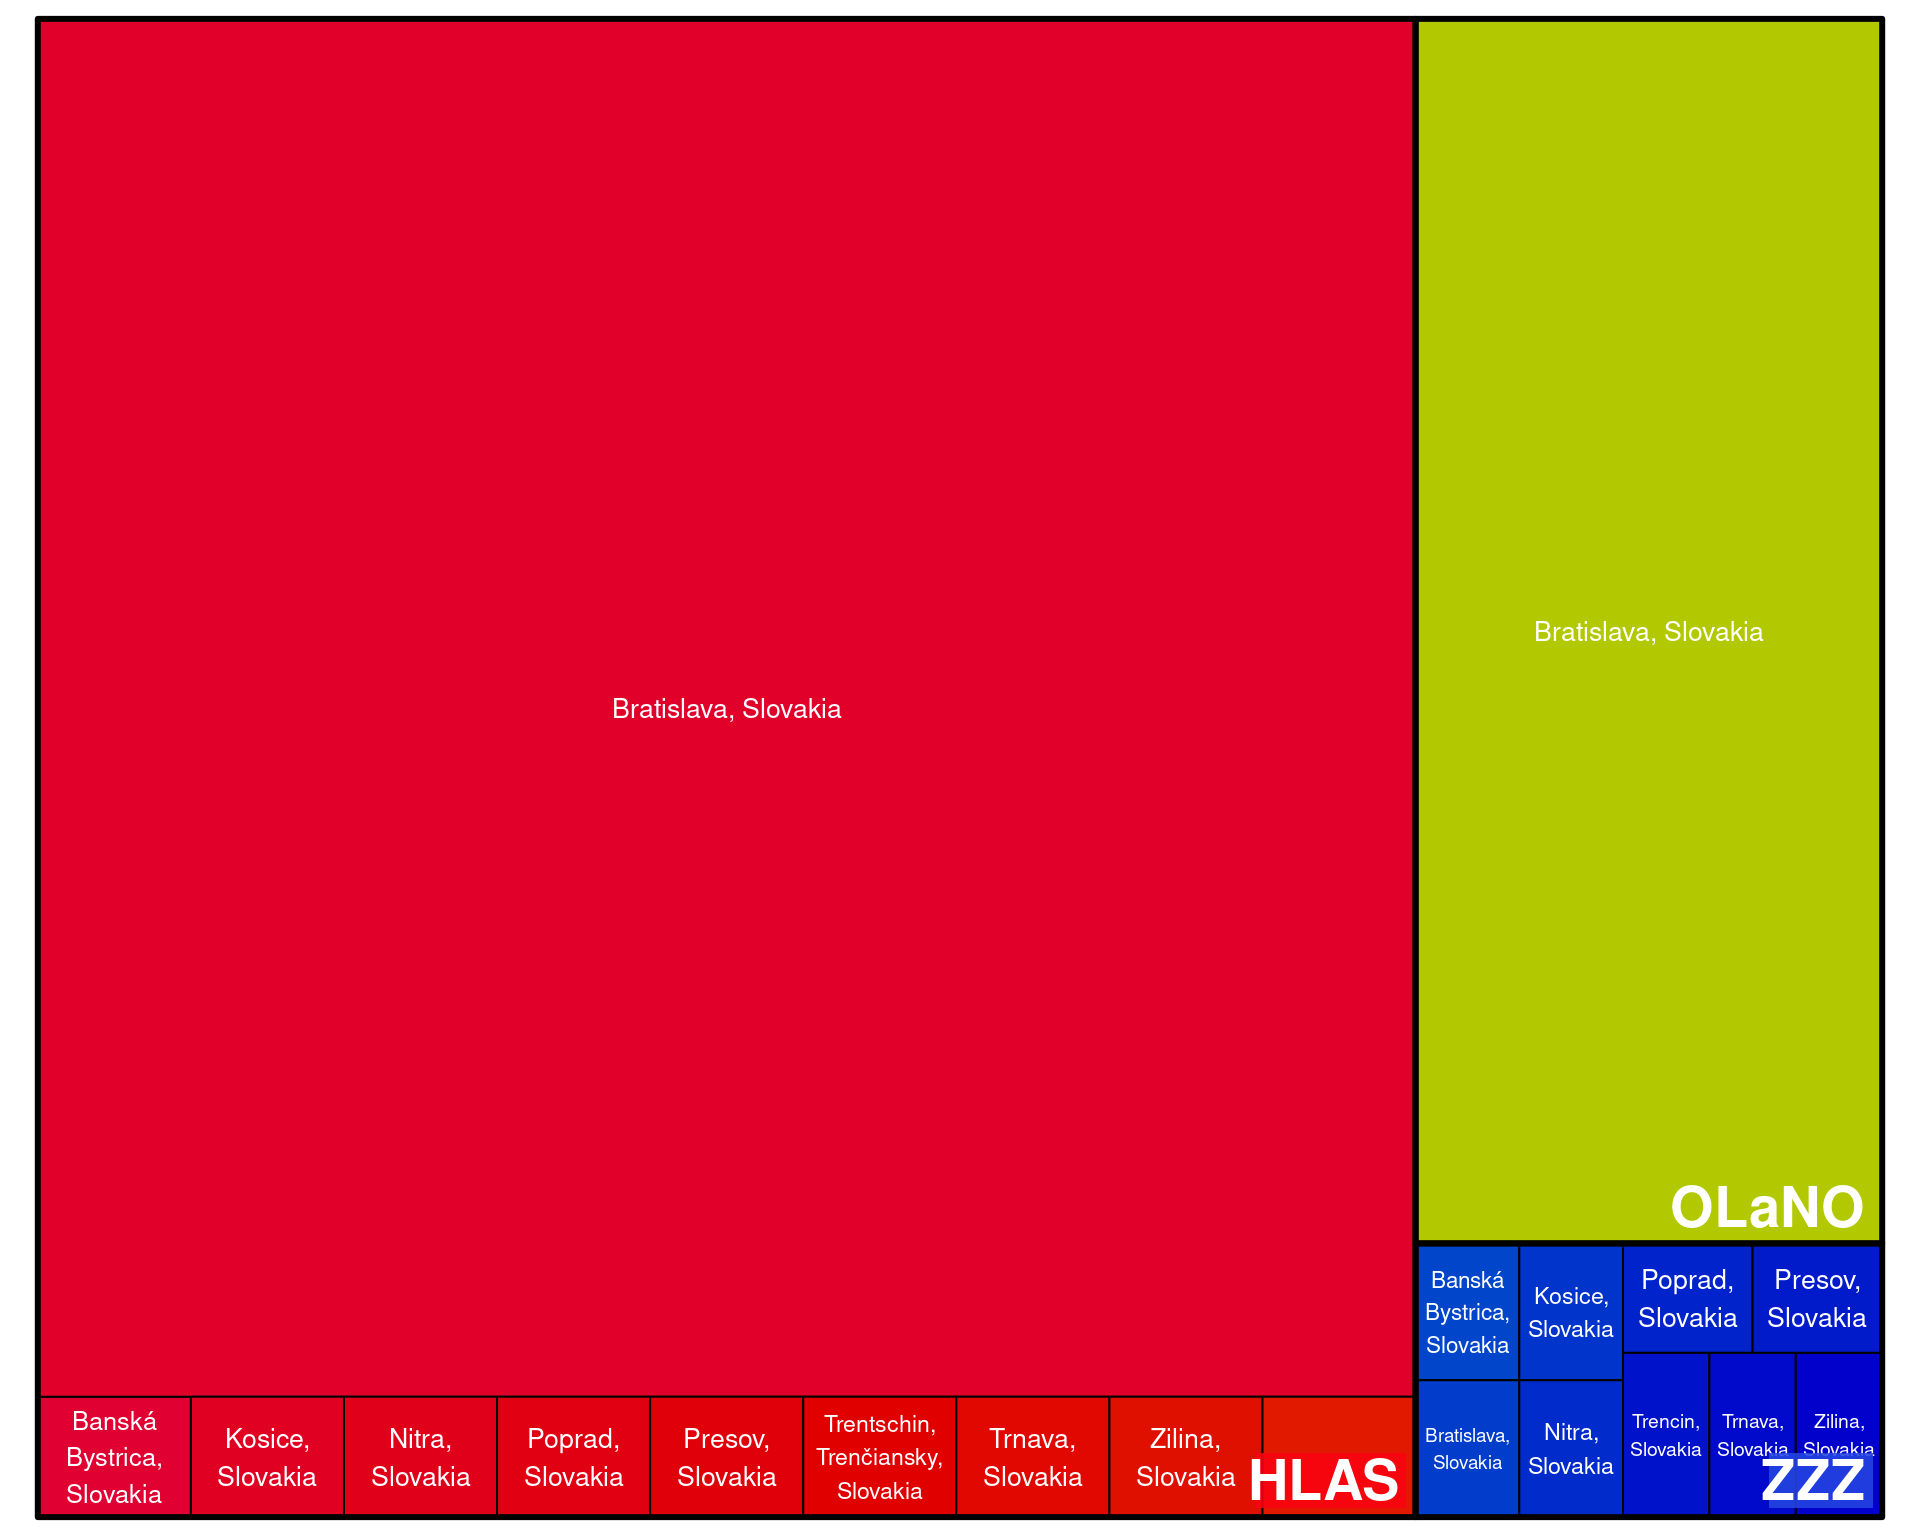 Bratislava, Slovakia
Banská
Bystrica,
Slovakia
Kosice,
Slovakia
Nitra,
Slovakia
Poprad,
Slovakia
Presov,
Slovakia
Trentschin,
Trenčiansky,
Slovakia
Trnava,
Slovakia
Zilina,
Slovakia
HLAS
Bratislava, Slovakia
OLaNO
Banská
Bystrica,
Slovakia
Kosice,
Slovakia
Poprad,
Slovakia
Presov,
Slovakia
Bratislava,
Slovakia
Nitra,
Slovakia
Trencin,
Slovakia
Trnava,
Slovakia
Zilina,
Slovakia
ZZZ